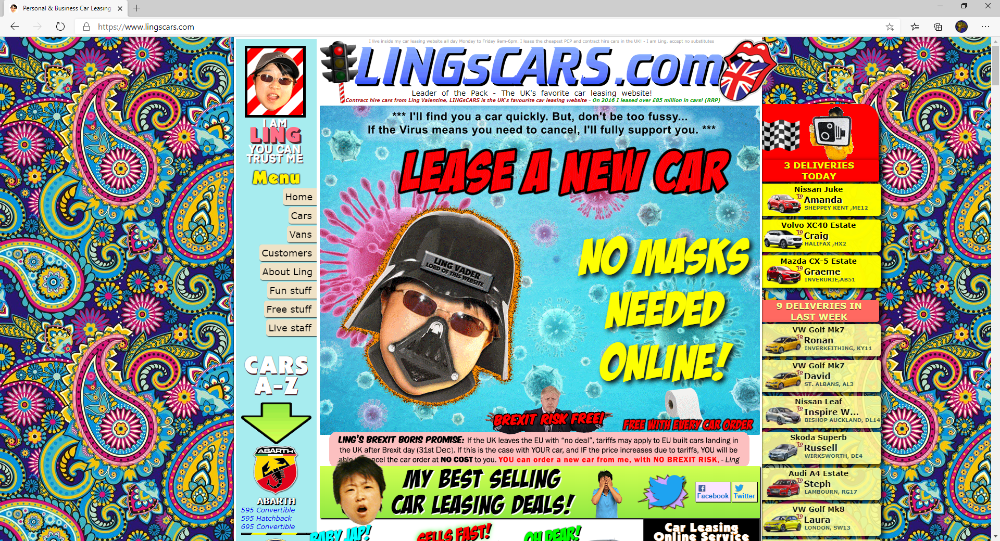 Personal & Business Car Leasing
https://www.lingscars.com
I live inside my car leasing website all day Monday to Friday 9am-6pm. I lease the cheapest PCP and contract hire cars in the UK! - I am Ling, accept no substitutes
LINGsCARS.com
Leader of the Pack - The UK's favorite car leasing website!
Contract hire cars from Ling Valentine, LINGsCARS is the UK's favourite car leasing website - On 2016 I leased over £85 million in cars! (RRP)
I AM
LING
YOU CAN
TRUST ME
Menu
Home
Cars
Vans
Customers
About Ling
Fun stuff
Free stuff
Live staff
CARS
A-Z
ABARTH
ABARTH
595 Convertible
595 Hatchback
695 Convertible
*** I'll find you a car quickly. But, don't be too fussy...
If the Virus means you need to cancel, I'll fully support you. ***
LEASE A NEW CAR
LING VADER
LORD OF THIS WEBSITE
NO MASKS
NEEDED
ONLINE!
BREXIT RISK FREE!
FREE WITH EVERY CAR ORDER
LING'S BREXIT BORIS PROMISE: If the UK leaves the EU with "no deal", tariffs may apply to EU built cars landing in
the UK after Brexit day (31st Dec). If this is the case with YOUR car, and IF the price increases due to tariffs, YOU will be
cancel the car order at NO COST to you. YOU can order a new car from me, with NO BREXIT RISK, - Ling
MY BEST SELLING
CAR LEASING DEALS!
Facebook
Twitter
BABY JAP!
SELLS FAST!
OH DEAR!
Car Leasing
Online Service
3 DELIVERIES
TODAY
Nissan Juke
To Amanda
SHEPPEY KENT ,ME12
Volvo XC40 Estate
To Craig
HALIFAX ,HX2
Mazda CX-5 Estate
To Graeme
INVERURIE,AB51
9 DELIVERIES IN
LAST WEEK
VW Golf Mk7
To Ronan
INVERKEITHING, KY11
VW Golf Mk7
To David
ST. ALBANS, AL3
Nissan Leaf
To Inspire W...
BISHOP AUCKLAND, DL14
Skoda Superb
To Russell
WIRKSWORTH, DE4
Audi A4 Estate
To Steph
LAMBOURN, RG17
VW Golf Mk8
To Laura
LONDON, SW13